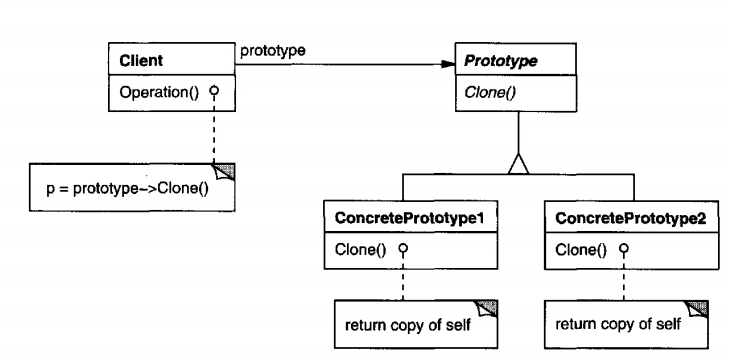 prototype
Client
Prototype
Operation()
Clone()
p = prototype->Clone()
ConcretePrototype1
ConcretePrototype2
Clone()
Clone()
return copy of self
return copy of self